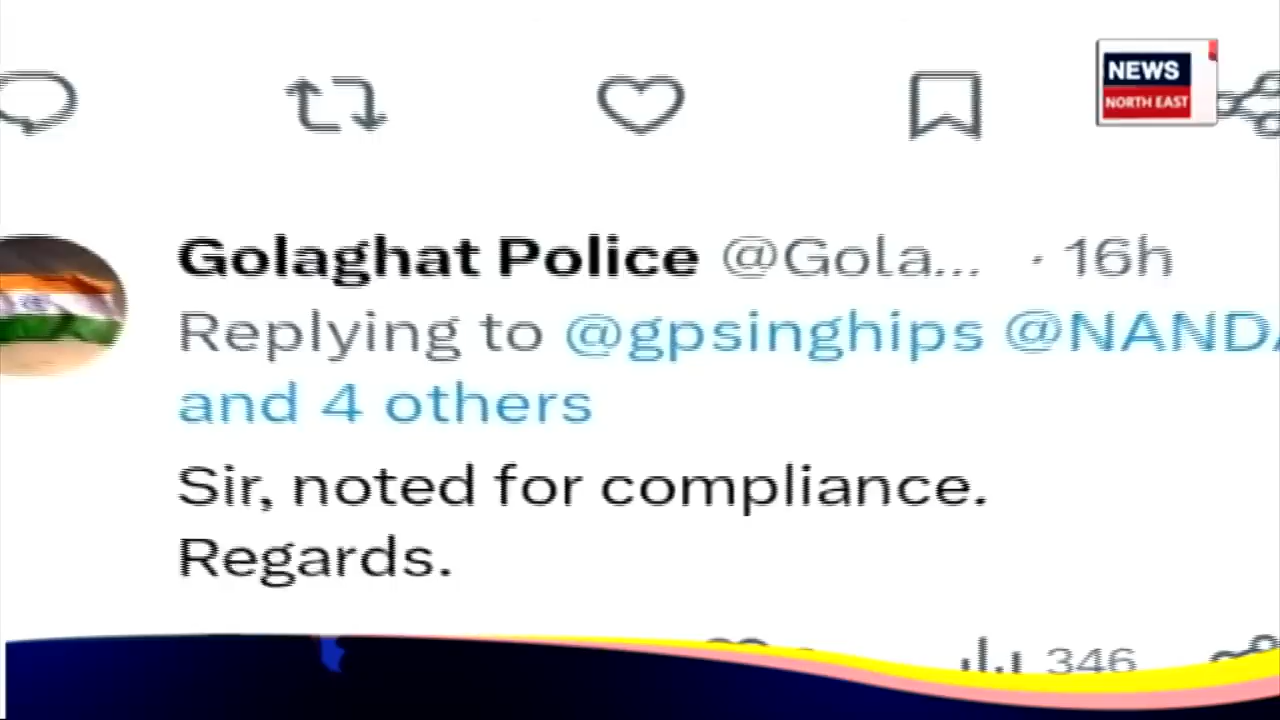 NEWS
NORTH EAST
Golaghat Police @Gola... · 16h
Replying to @gpsinghips @NANDA
and 4 others
Sir, noted for compliance.
Regards.
346